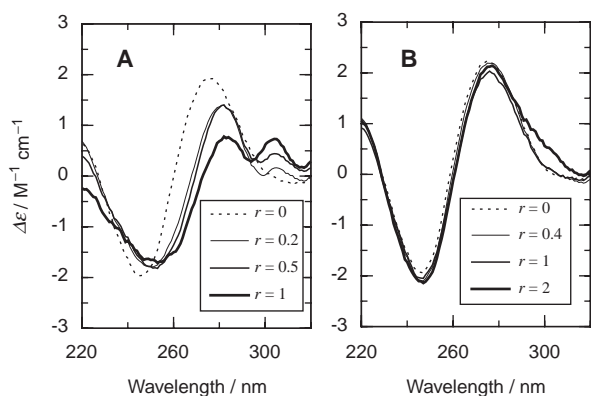 A
B
3
2
1
0
-1
-2
-3
Δε / M⁻¹ cm⁻¹
r = 0
r = 0.2
r = 0.5
r = 1
220
260
300
Wavelength / nm
3
2
1
0
-1
-2
-3
r = 0
r = 0.4
r = 1
r = 2
220
260
300
Wavelength / nm